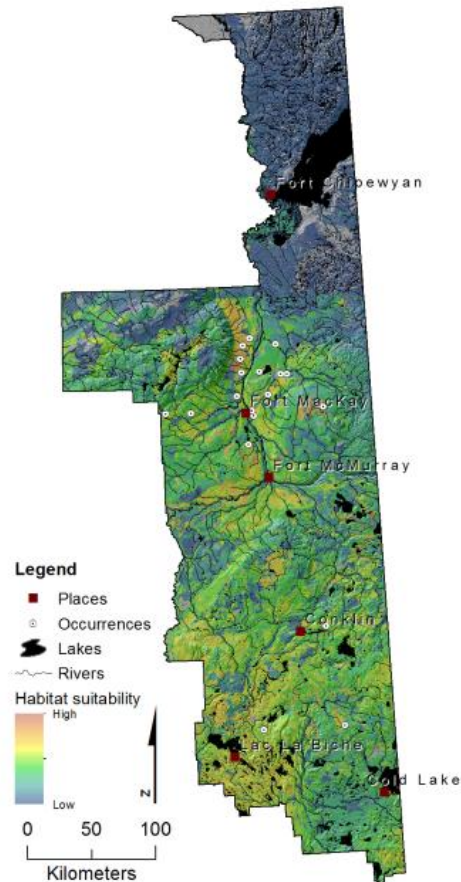 Fort Chipewyan
Fort MacKay
Fort McMurray
Legend
Places
Occurrences
Lakes
Rivers
Habitat suitability
High
Low
Conklin
Lac La Biche
Cold Lake
N
0 50 100
Kilometers